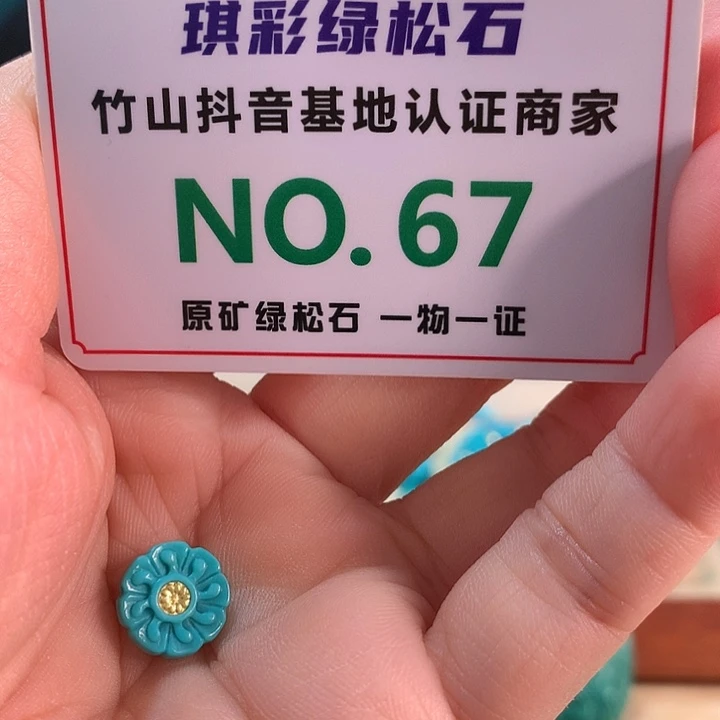 琪彩绿松石
竹山抖音基地认证商家
NO.67
原矿绿松石 一物一证